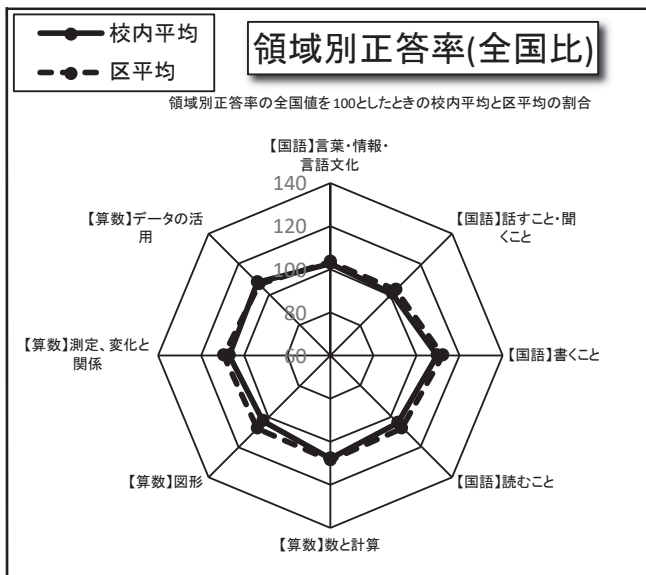 校内平均
区平均
領域別正答率(全国比)
領域別正答率の全国値を100としたときの校内平均と区平均の割合
【国語】言葉・情報・
言語文化
140
120
100
80
60
【国語】話すこと・聞
くこと
【国語】書くこと
【国語】読むこと
【算数】数と計算
【算数】図形
【算数】測定、変化と
関係
【算数】データの活
用